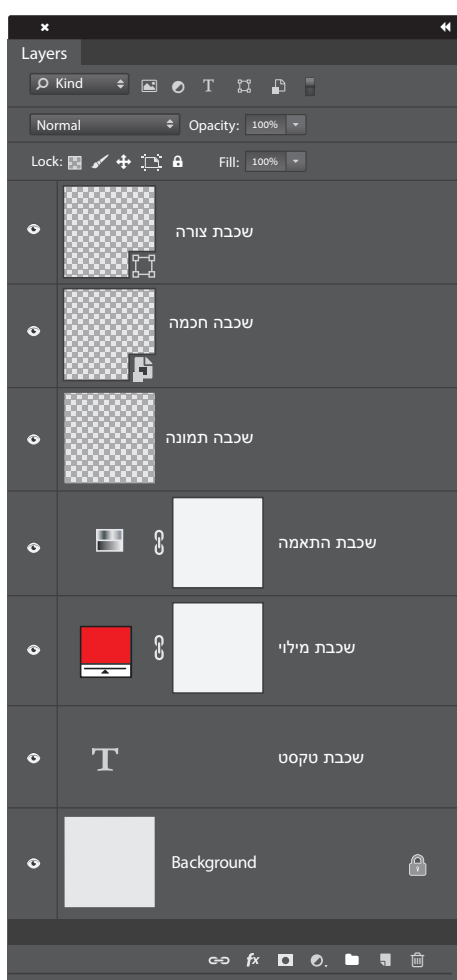 Layers
Kind T
Normal Opacity: 100%
Lock: Fill: 100%
שכבת צורה
שכבה חכמה
שכבה תמונה
שכבת התאמה
שכבת מילוי
T שכבת טקסט
Background
fx